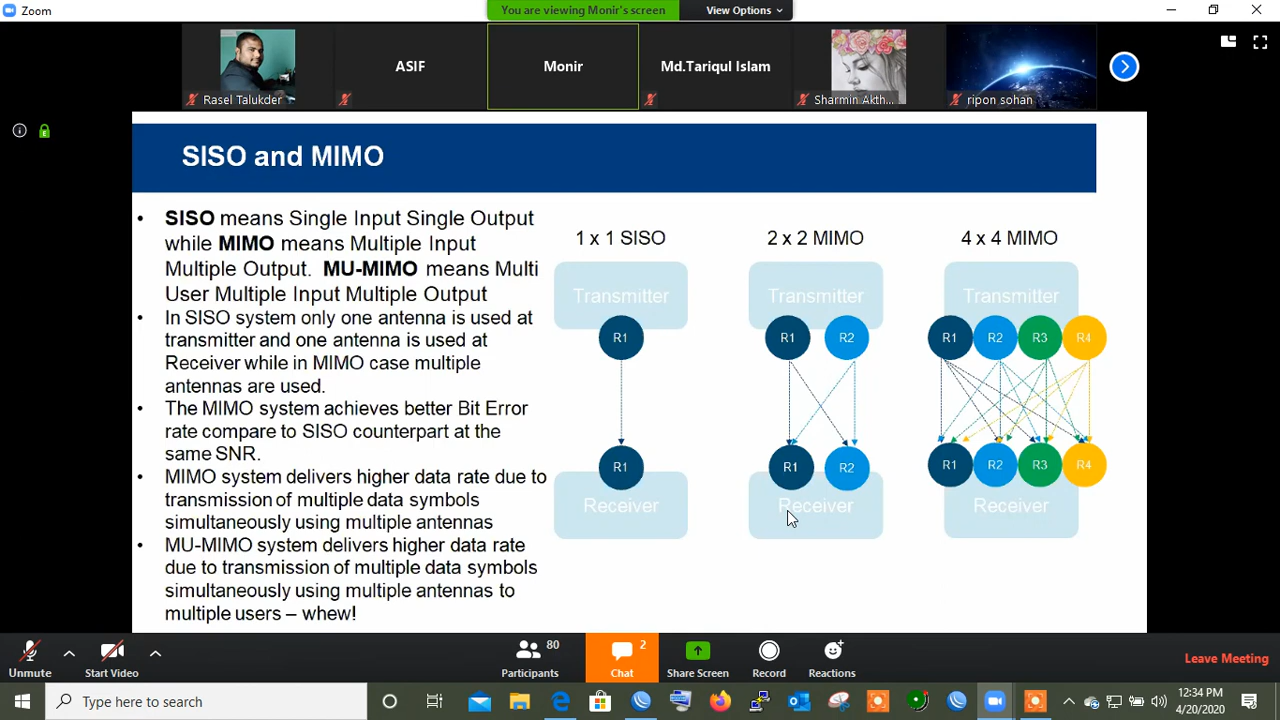 Zoom
You are viewing Monir's screen
View Options
Rasel Talukder
ASIF
Monir
Md.Tariqul Islam
Sharmin Akth...
ripon sohan
SISO and MIMO
• SISO means Single Input Single Output
while MIMO means Multiple Input
Multiple Output. MU-MIMO means Multi
User Multiple Input Multiple Output
• In SISO system only one antenna is used at
transmitter and one antenna is used at
Receiver while in MIMO case multiple
antennas are used.
• The MIMO system achieves better Bit Error
rate compare to SISO counterpart at the
same SNR.
• MIMO system delivers higher data rate due to
transmission of multiple data symbols
simultaneously using multiple antennas
• MU-MIMO system delivers higher data rate
due to transmission of multiple data symbols
simultaneously using multiple antennas to
multiple users – whew!
1 x 1 SISO
Transmitter
R1
R1
Receiver
2 x 2 MIMO
Transmitter
R1 R2
R1 R2
Receiver
4 x 4 MIMO
Transmitter
R1 R2 R3 R4
R1 R2 R3 R4
Receiver
Unmute
Start Video
80
Participants
2
Chat
Share Screen
Record
Reactions
Leave Meeting
Type here to search
12:34 PM
4/20/2020